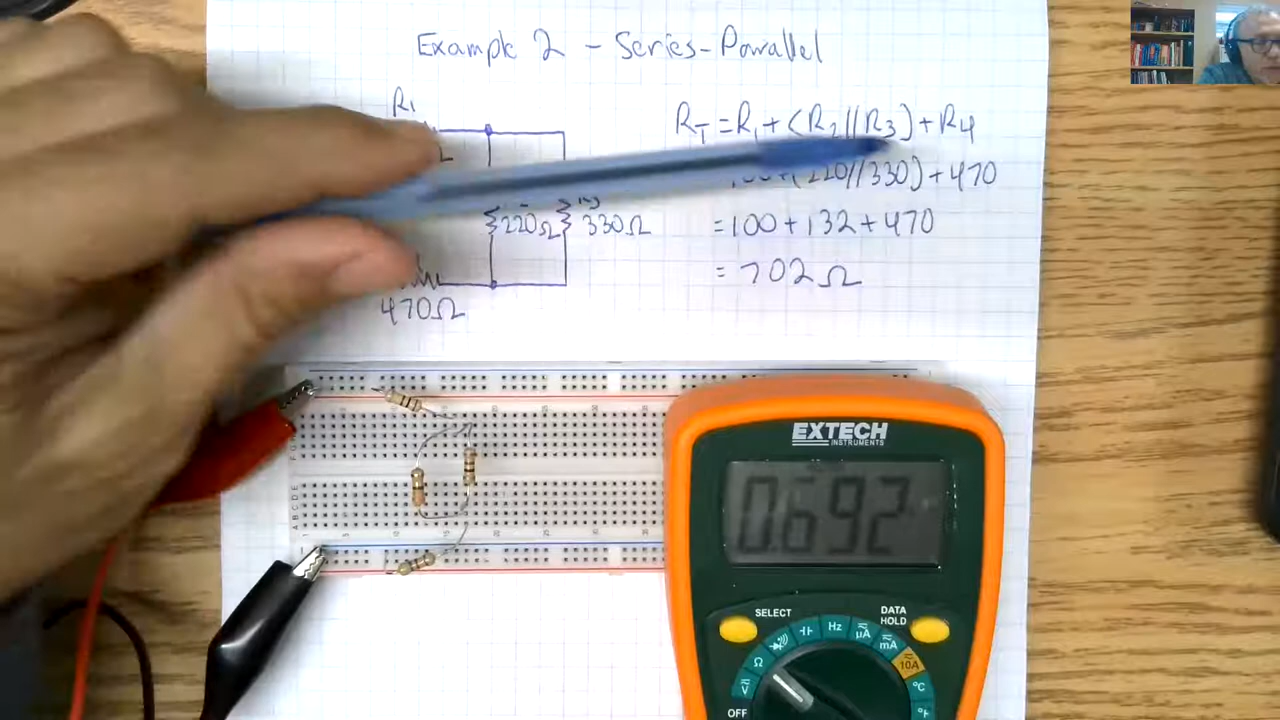 Example 2 - Series-Parallel
R1
RT = R1 + (R2//R3) + R4
100+(220//330)+470
220Ω
330Ω
= 100 + 132 + 470
= 702 Ω
470Ω
EXTECH
INSTRUMENTS
0.692
SELECT
DATA
HOLD
Hz
µA
mA
10A
Ω
V
°C
OFF
°F